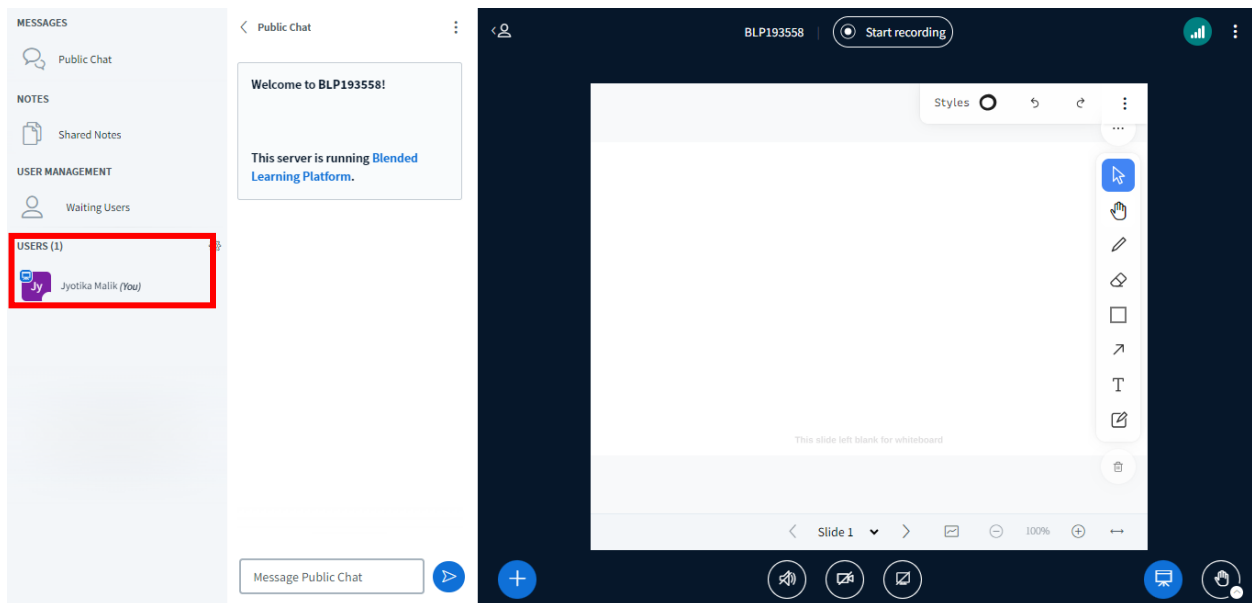 MESSAGES
Public Chat
NOTES
Shared Notes
USER MANAGEMENT
Waiting Users
USERS (1)
Jy
Jyotika Malik (You)
Public Chat
Welcome to BLP193558!
This server is running Blended
Learning Platform.
Message Public Chat
BLP193558
Start recording
Styles
T
This slide left blank for whiteboard
Slide 1
100%